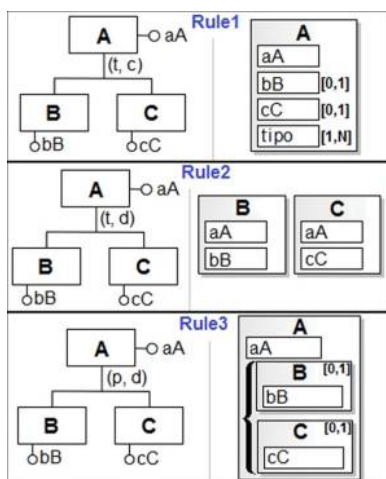 Rule1
A
aA
(t, c)
B
C
bB
cC
A
aA
bB [0,1]
cC [0,1]
tipo [1,N]
Rule2
A
aA
(t, d)
B
C
bB
cC
B
aA
bB
C
aA
cC
Rule3
A
aA
(p, d)
B
C
bB
cC
A
aA
B [0,1]
bB
C [0,1]
cC